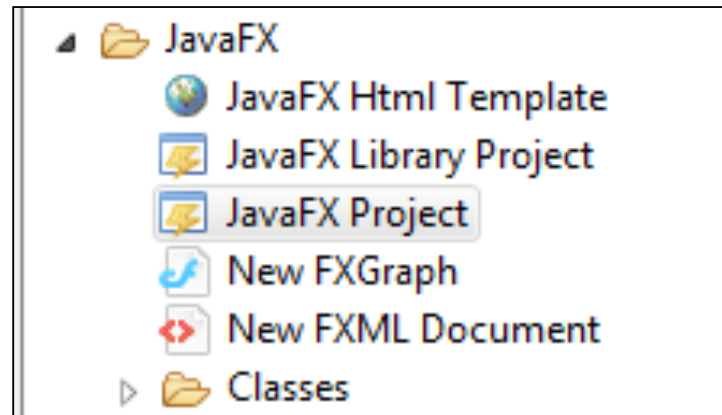 JavaFX
JavaFX Html Template
JavaFX Library Project
JavaFX Project
New FXGraph
New FXML Document
Classes